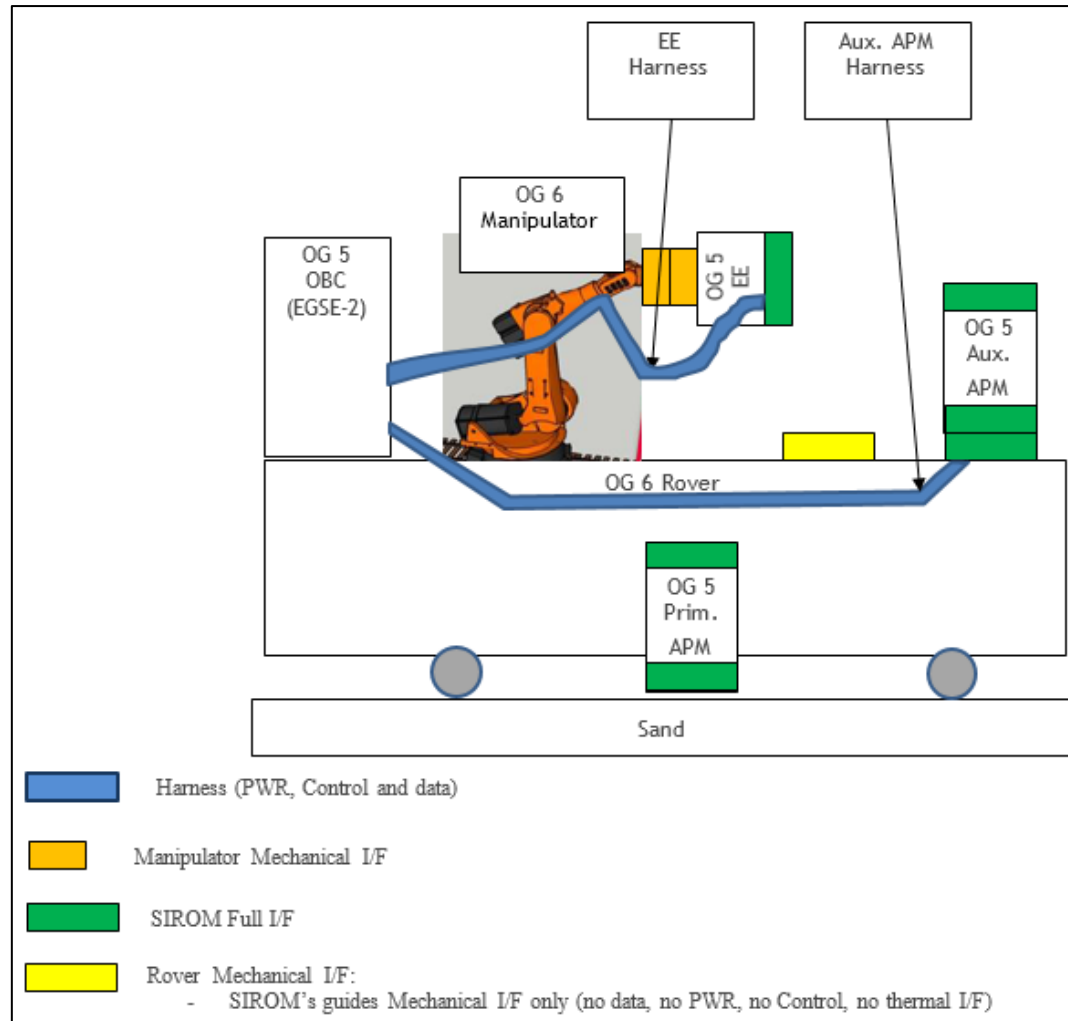 EE
Harness
Aux. APM
Harness
OG 6
Manipulator
OG 5
OBC
(EGSE-2)
OG 5
EE
OG 5
Aux.
APM
OG 6 Rover
OG 5
Prim.
APM
Sand
Harness (PWR, Control and data)
Manipulator Mechanical I/F
SIROM Full I/F
Rover Mechanical I/F:
- SIROM's guides Mechanical I/F only (no data, no PWR, no Control, no thermal I/F)